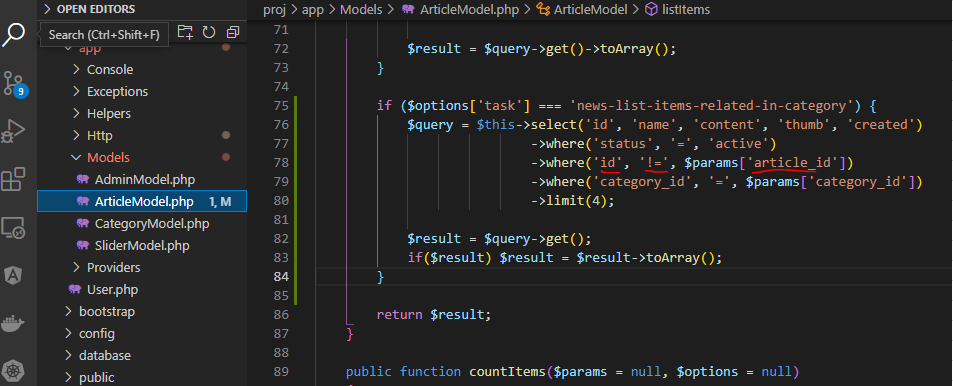 OPEN EDITORS
Search (Ctrl+Shift+F)
app
Console
Exceptions
Helpers
Http
Models
AdminModel.php
ArticleModel.php 1, M
CategoryModel.php
SliderModel.php
Providers
User.php
bootstrap
config
database
public
9
proj > app > Models > ArticleModel.php > ArticleModel > listItems
71
72 $result = $query->get()->toArray();
73 }
74
75 if ($options['task'] === 'news-list-items-related-in-category') {
76 $query = $this->select('id', 'name', 'content', 'thumb', 'created')
77 ->where('status', '=', 'active')
78 ->where('id', '!=', $params['article_id'])
79 ->where('category_id', '=', $params['category_id'])
80 ->limit(4);
81
82 $result = $query->get();
83 if($result) $result = $result->toArray();
84 }
85
86 return $result;
87 }
88
89 public function countItems($params = null, $options = null)